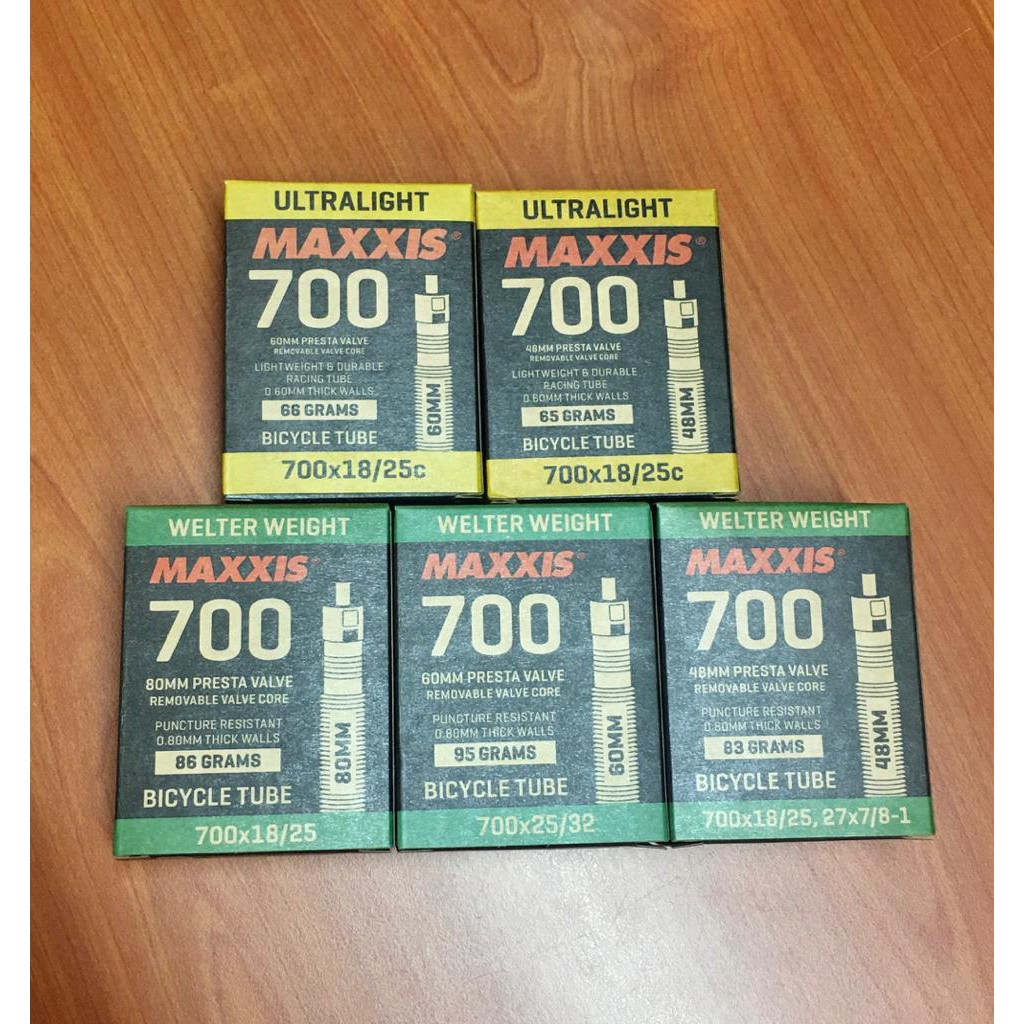 ULTRALIGHT
MAXXIS®
700
60MM PRESTA VALVE
REMOVABLE VALVE CORE
LIGHTWEIGHT & DURABLE
RACING TUBE
0.60MM THICK WALLS
66 GRAMS
BICYCLE TUBE
60MM
700x18/25c
ULTRALIGHT
MAXXIS®
700
48MM PRESTA VALVE
REMOVABLE VALVE CORE
LIGHTWEIGHT & DURABLE
RACING TUBE
0.60MM THICK WALLS
65 GRAMS
BICYCLE TUBE
48MM
700x18/25c
WELTER WEIGHT
MAXXIS®
700
80MM PRESTA VALVE
REMOVABLE VALVE CORE
PUNCTURE RESISTANT
0.80MM THICK WALLS
86 GRAMS
BICYCLE TUBE
80MM
700x18/25
WELTER WEIGHT
MAXXIS®
700
60MM PRESTA VALVE
REMOVABLE VALVE CORE
PUNCTURE RESISTANT
0.80MM THICK WALLS
95 GRAMS
BICYCLE TUBE
60MM
700x25/32
WELTER WEIGHT
MAXXIS®
700
48MM PRESTA VALVE
REMOVABLE VALVE CORE
PUNCTURE RESISTANT
0.80MM THICK WALLS
83 GRAMS
BICYCLE TUBE
48MM
700x18/25, 27x7/8-1